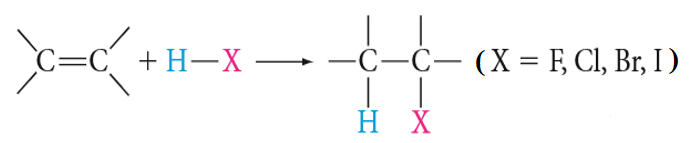 C=C + H—X ⟶ —C—C— (X = F, Cl, Br, I)
H X